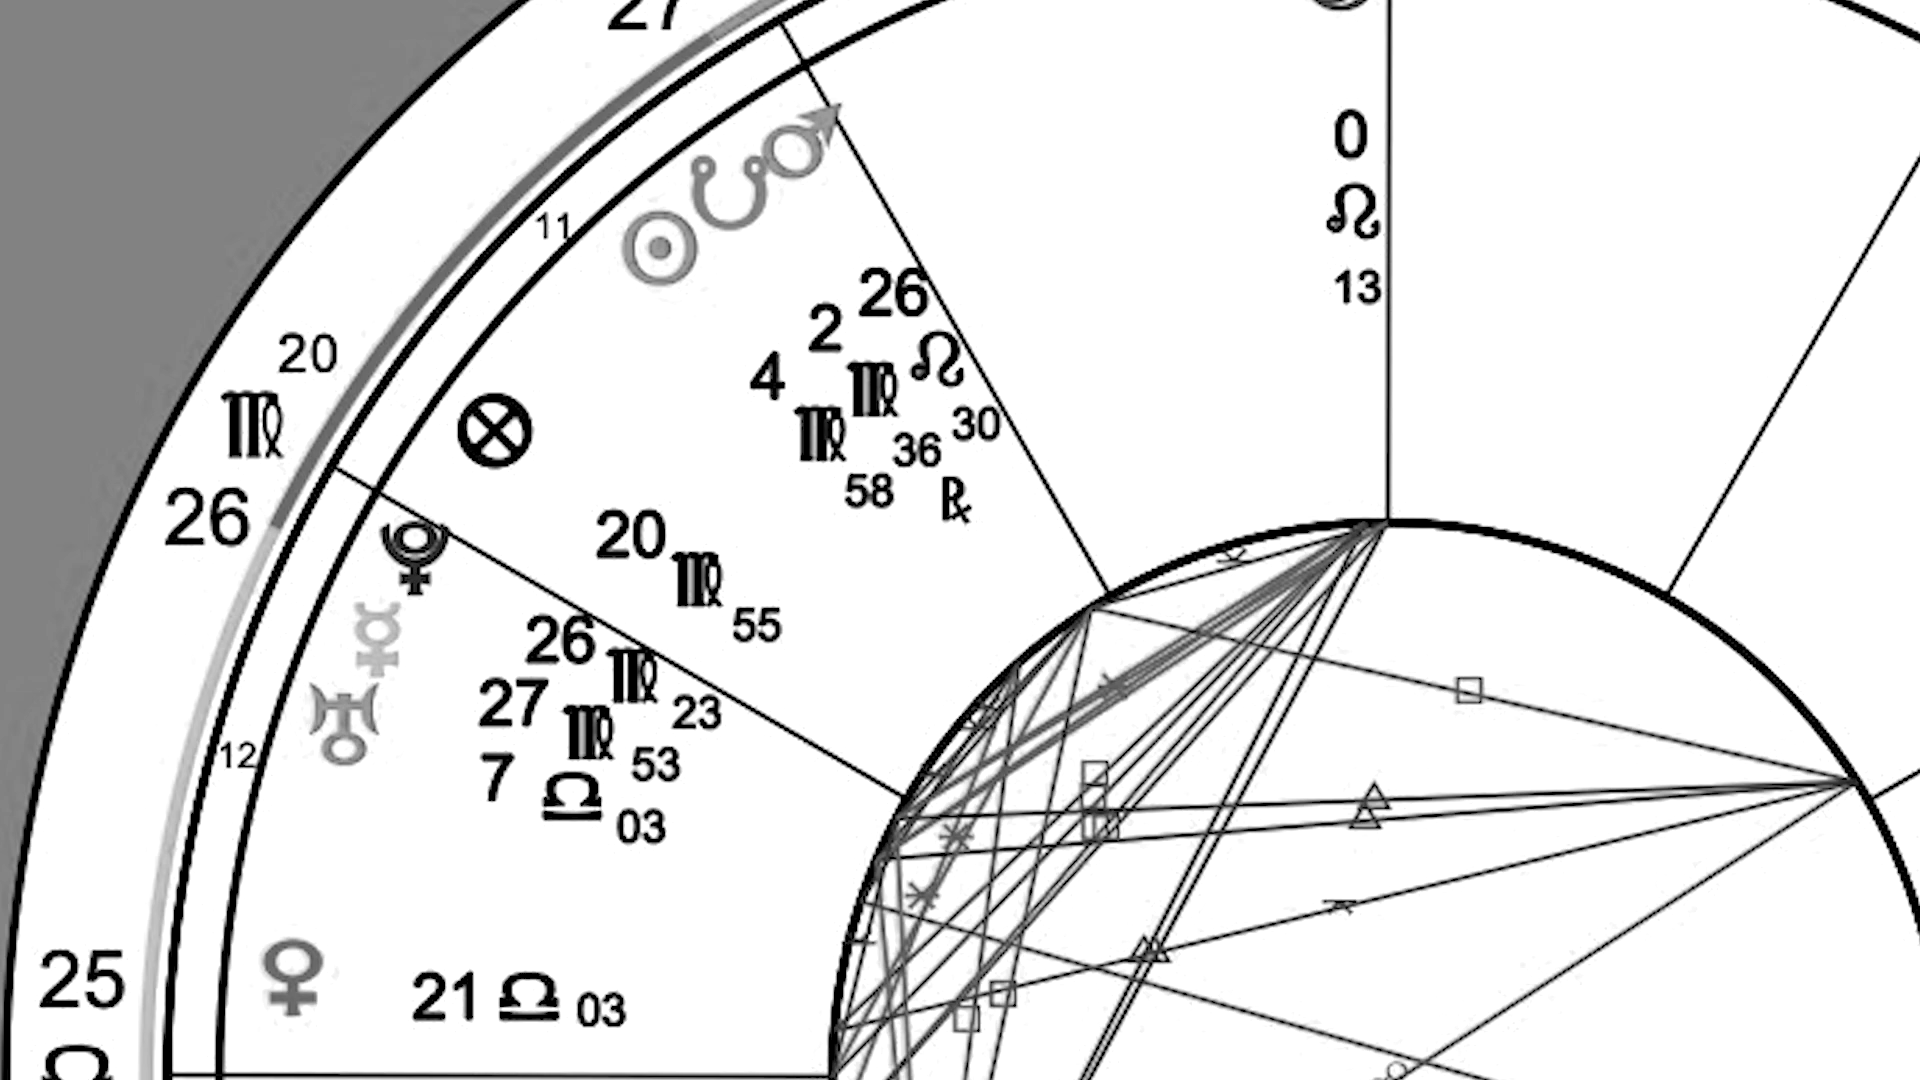 27
0
♌
13
11
☉ ☋ ♂
26 ♌ 30
2 ♍ 36 ℞
4 ♍ 58
20
♍
26
⊗ 20 ♍ 55
♇ 26 ♍ 23
☿ 27 ♍ 53
♅ 7 ♎ 03
12
♀ 21 ♎ 03
25
♎